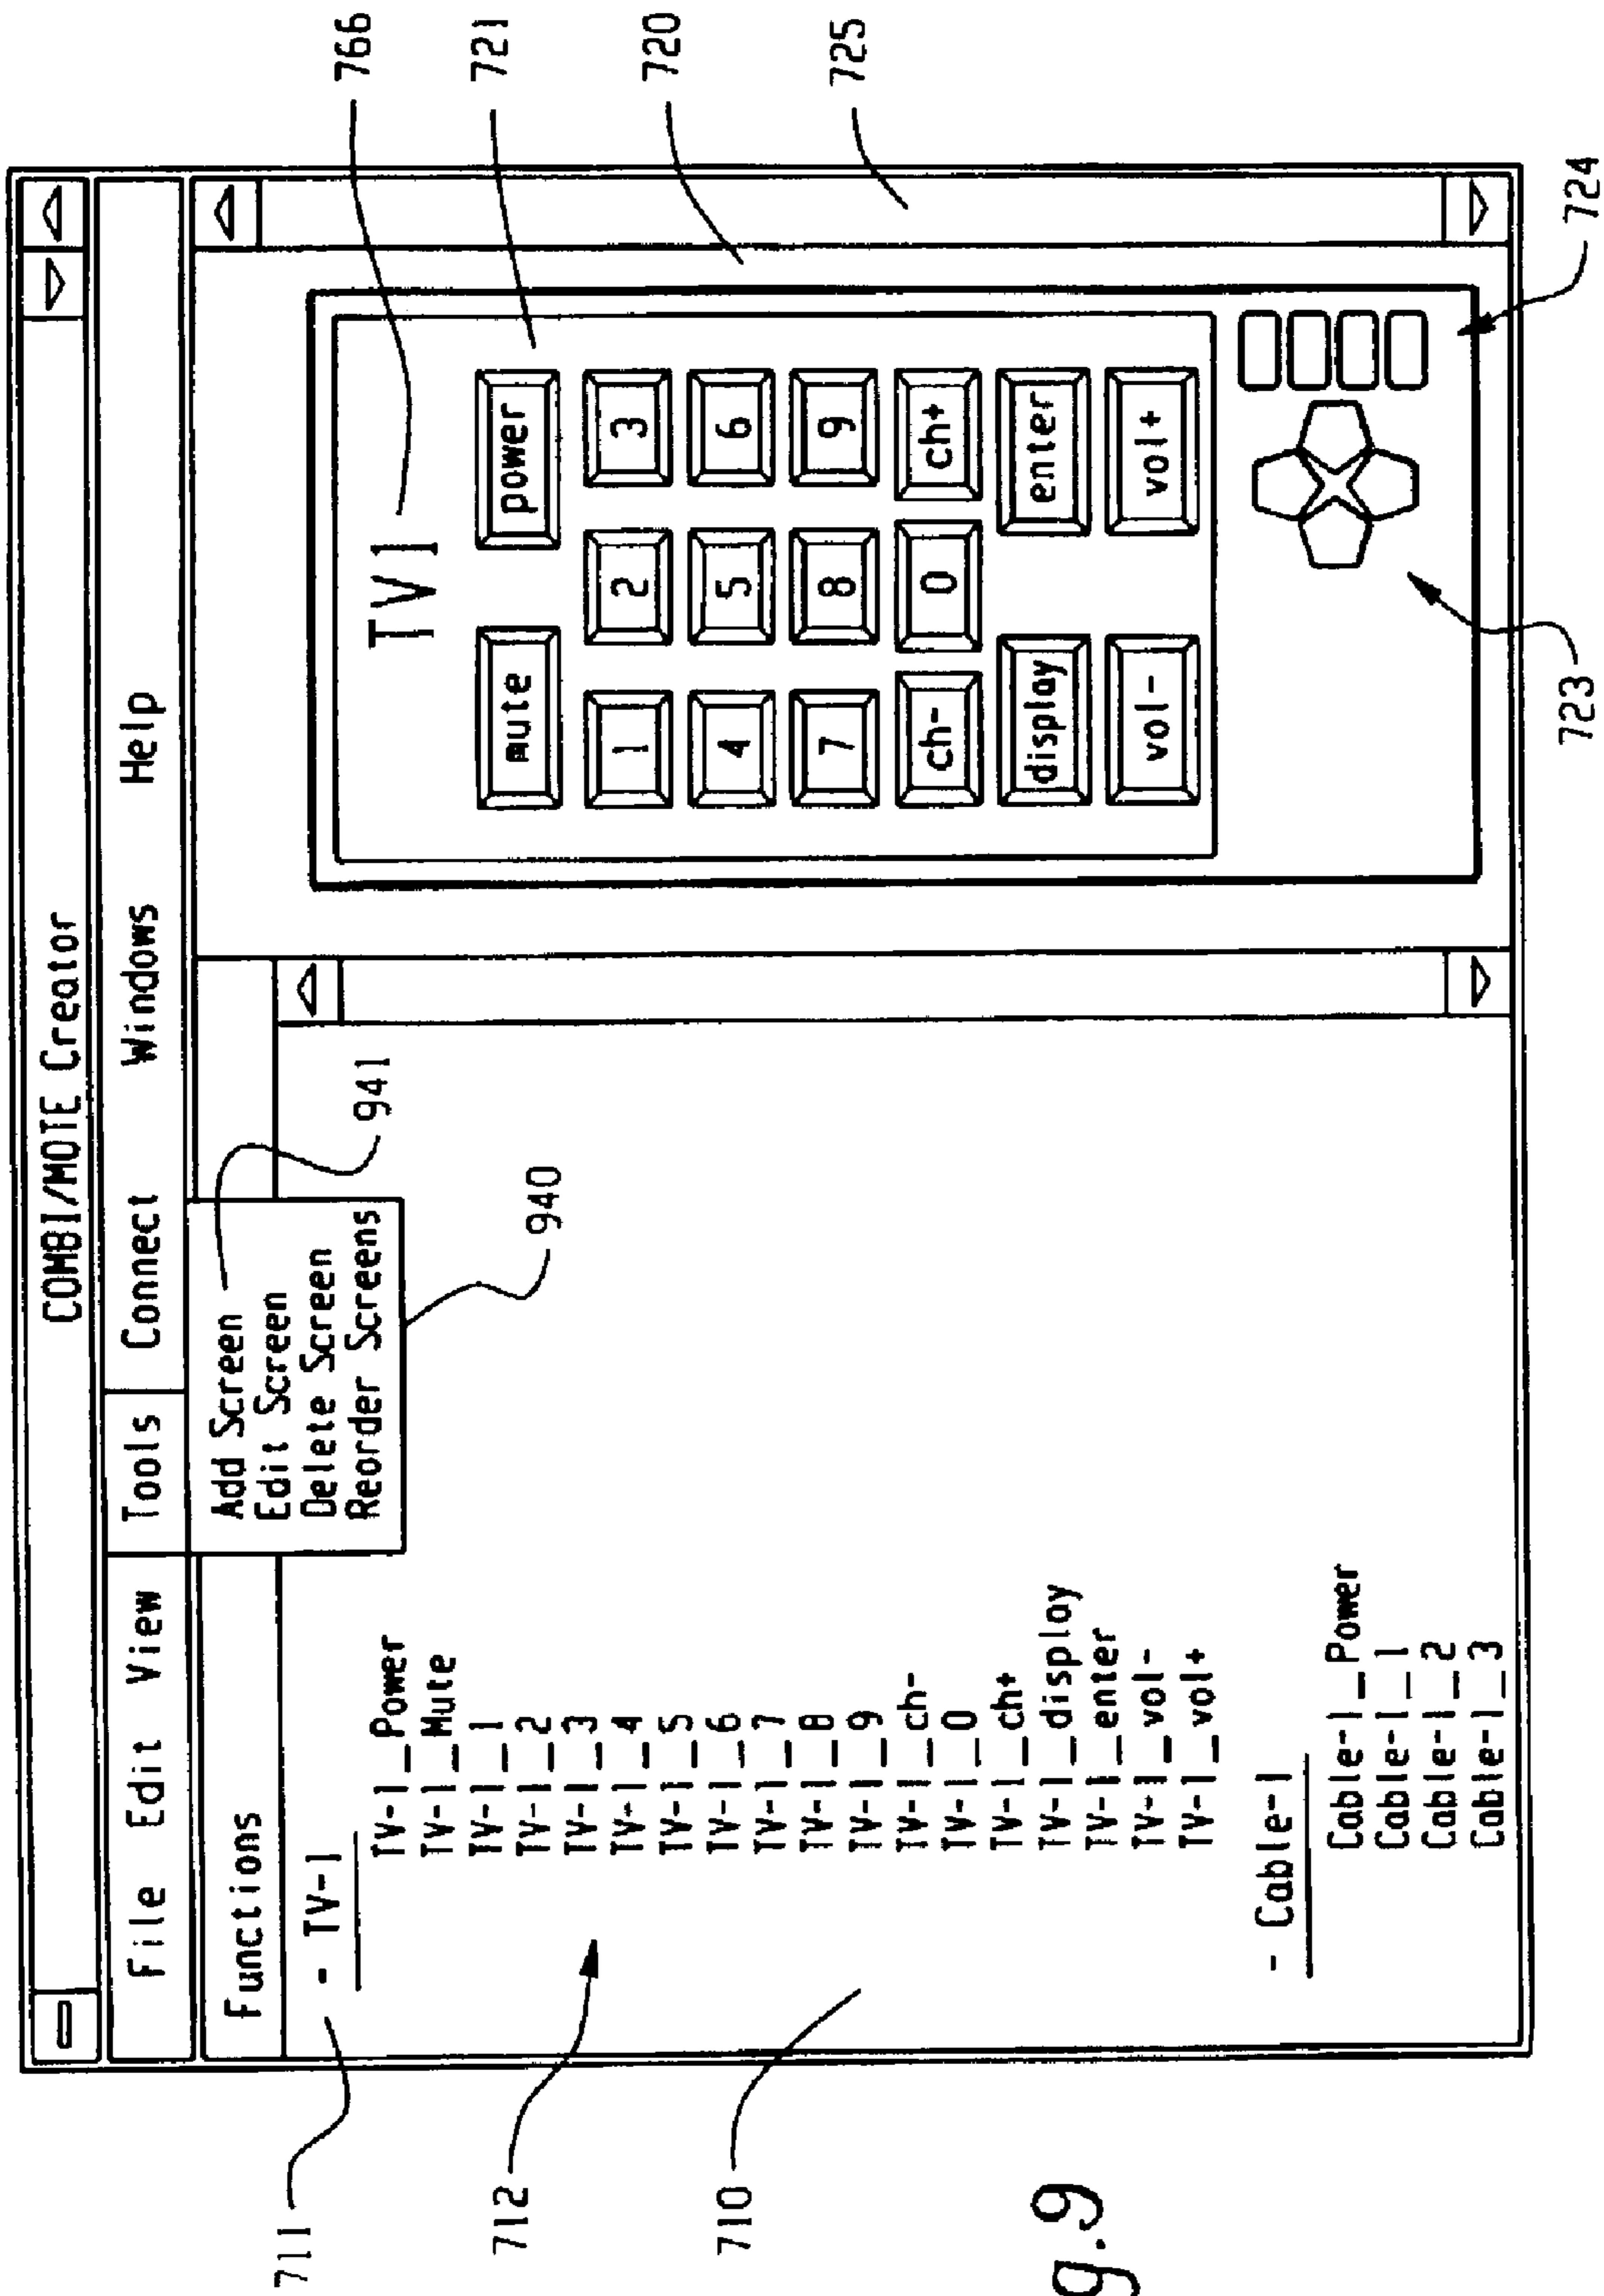 COMBI/MOTE Creator
File Edit View Tools Connect Windows Help
Functions
Add Screen
Edit Screen
Delete Screen
Reorder Screens
- TV-1
TV-1_Power
TV-1_Mute
TV-1_1
TV-1_2
TV-1_3
TV-1_4
TV-1_5
TV-1_6
TV-1_7
TV-1_8
TV-1_9
TV-1_ch-
TV-1_0
TV-1_ch+
TV-1_display
TV-1_enter
TV-1_vol-
TV-1_vol+
- Cable-1
Cable-1_Power
Cable-1_1
Cable-1_2
Cable-1_3
TV1
mute power
1 2 3
4 5 6
7 8 9
ch- 0 ch+
display enter
vol- vol+
711
712
710
941
940
766
721
720
725
723
724
g.9